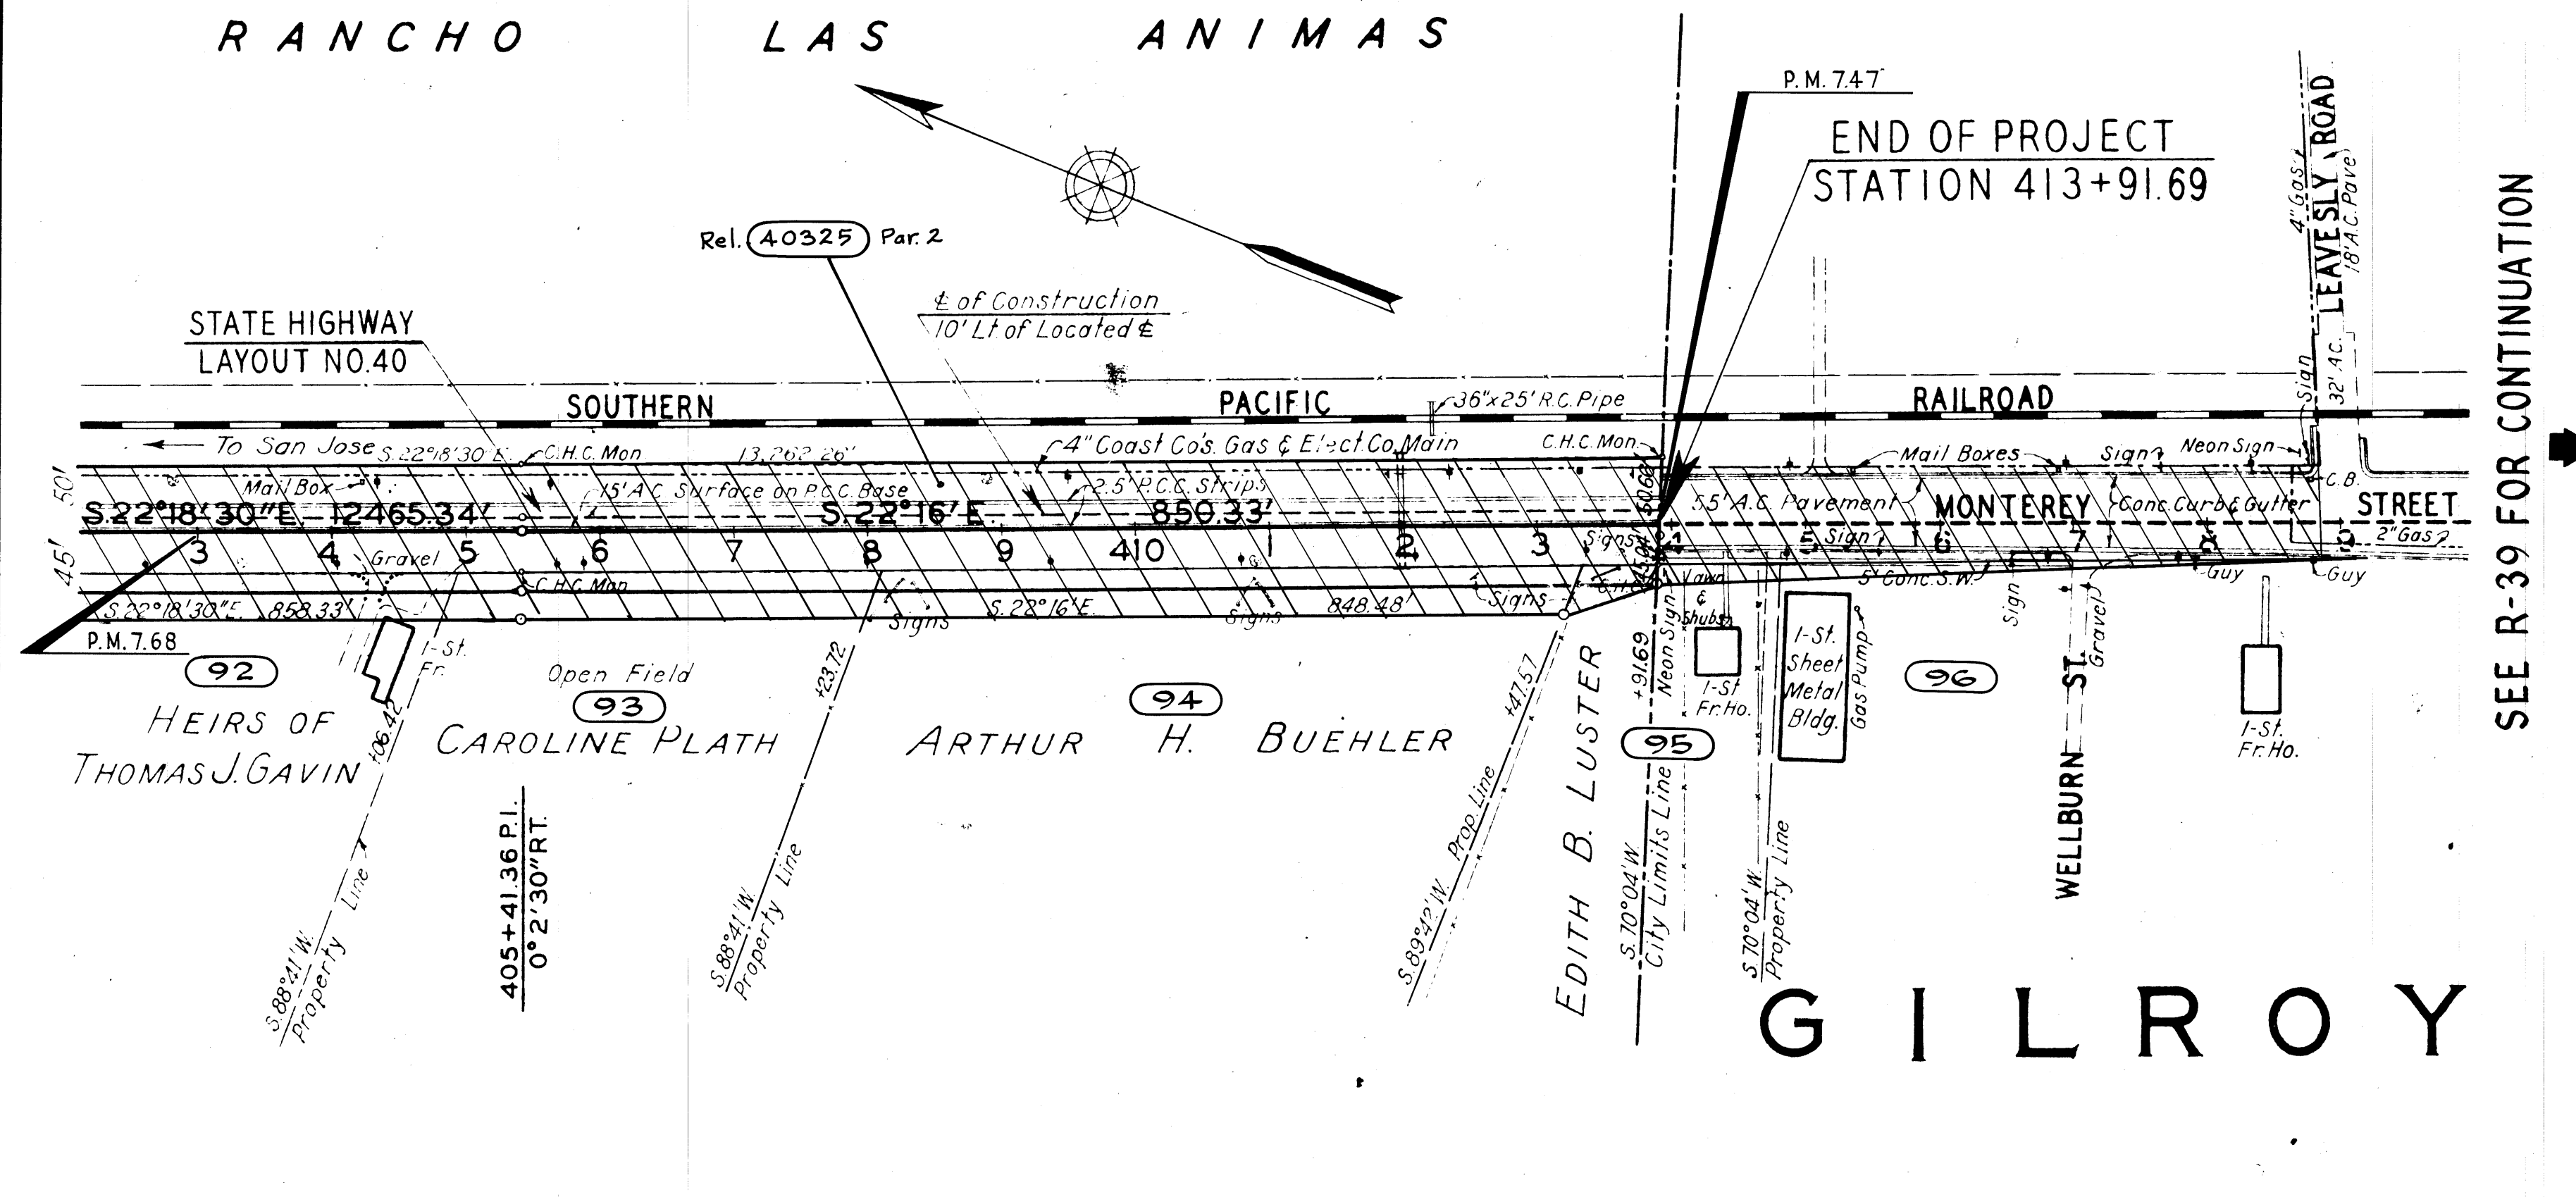 RANCHO LAS ANIMAS
P.M. 7.47
END OF PROJECT
STATION 413+91.69
4" Gas
LEAVESLY ROAD
18' A.C. Pave
32' A.C.
Sign
SEE R-39 FOR CONTINUATION
Rel. 40325 Par. 2
℄ of Construction
10' Lt. of Located ℄
STATE HIGHWAY
LAYOUT NO. 40
SOUTHERN PACIFIC RAILROAD
36"x25' R.C. Pipe
To San Jose
S.22°18'30"E.
C.H.C. Mon
13,262.26'
4" Coast Co's. Gas & Elect Co. Main
C.H.C. Mon.
Mail Boxes
Sign
Neon Sign
C.B.
50'
Mail Box
15' A.C. Surface on P.C.C. Base
2.5' P.C.C. Strips
50.66'
55' A.C. Pavement
MONTEREY STREET
Conc. Curb & Gutter
S.22°18'30"E. 12465.34'
S.22°16'E. 850.33'
2" Gas
3 4 5 6 7 8 9 410 1 2 3
Signs
Sign
45'
Gravel
C.H.C. Mon
5' Conc. S.W.
Guy
Guy
S.22°18'30"E. 858.33'
Signs
S.22°16'E.
Signs
848.48'
Signs
Lawn
&
Shubs
Sign
Gravel
P.M. 7.68
1-St.
Fr.
92
HEIRS OF
THOMAS J. GAVIN
+06.42
Open Field
93
CAROLINE PLATH
+23.72
94
ARTHUR H. BUEHLER
+47.57
EDITH B. LUSTER
+91.69
Neon Sign
95
1-St
Fr. Ho.
1-St.
Sheet
Metal
Bldg.
Gas Pump
96
WELLBURN ST.
1-St.
Fr. Ho.
S.88°41'W.
Property Line
405+41.36 P.I.
0°2'30"RT.
S.88°41'W.
Property Line
S.89°42'W. Prop. Line
S.70°04'W.
City Limits Line
S.70°04'W.
Property Line
GILROY